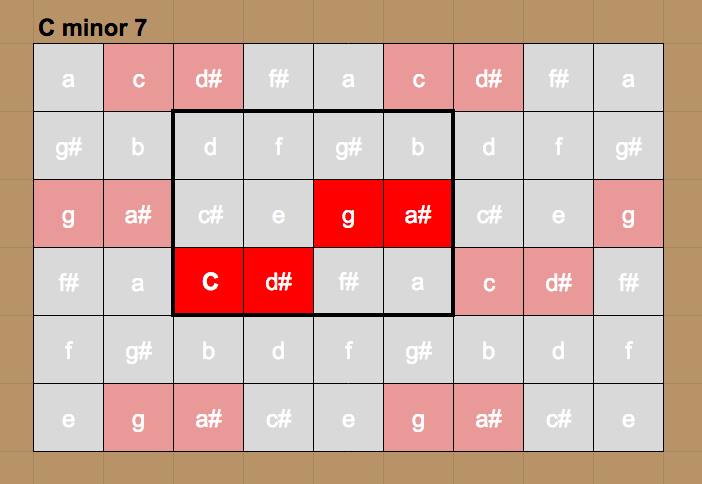 C minor 7
a c d# f# a c d# f# a
g# b d f g# b d f g#
g a# c# e g a# c# e g
f# a C d# f# a c d# f#
f g# b d f g# b d f
e g a# c# e g a# c# e